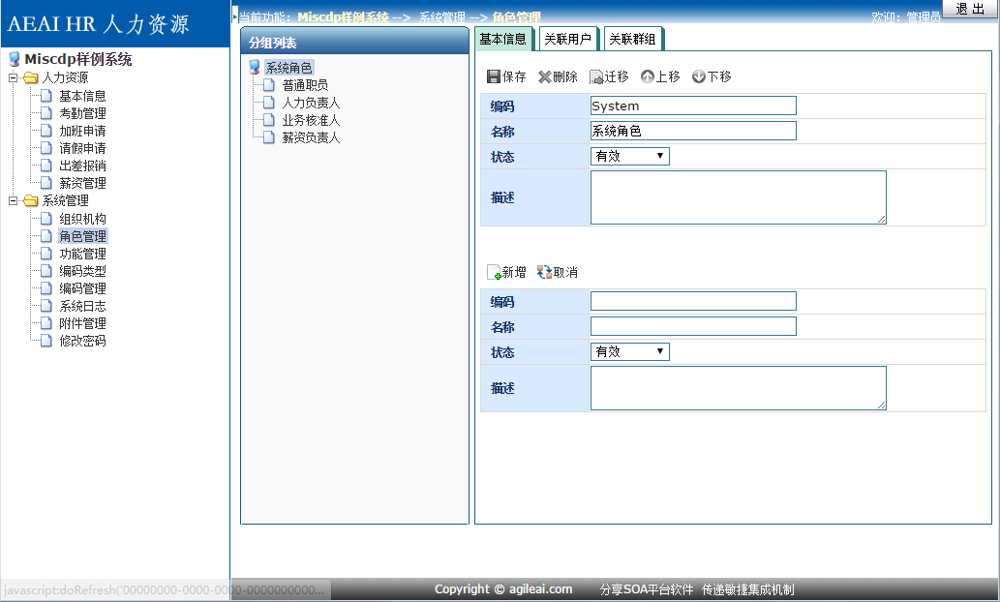 AEAI HR 人力资源
当前功能: Miscdp样例系统 --> 系统管理 --> 角色管理
欢迎: 管理员
退 出
Miscdp样例系统
人力资源
基本信息
考勤管理
加班申请
请假申请
出差报销
薪资管理
系统管理
组织机构
角色管理
功能管理
编码类型
编码管理
系统日志
附件管理
修改密码
分组列表
系统角色
普通职员
人力负责人
业务核准人
薪资负责人
基本信息 关联用户 关联群组
保存 删除 迁移 上移 下移
编码 System
名称 系统角色
状态 有效
描述
新增 取消
编码
名称
状态 有效
描述
javascript:doRefresh('00000000-0000-0000-0000000000...
Copyright © agileai.com 分享SOA平台软件 传递敏捷集成机制